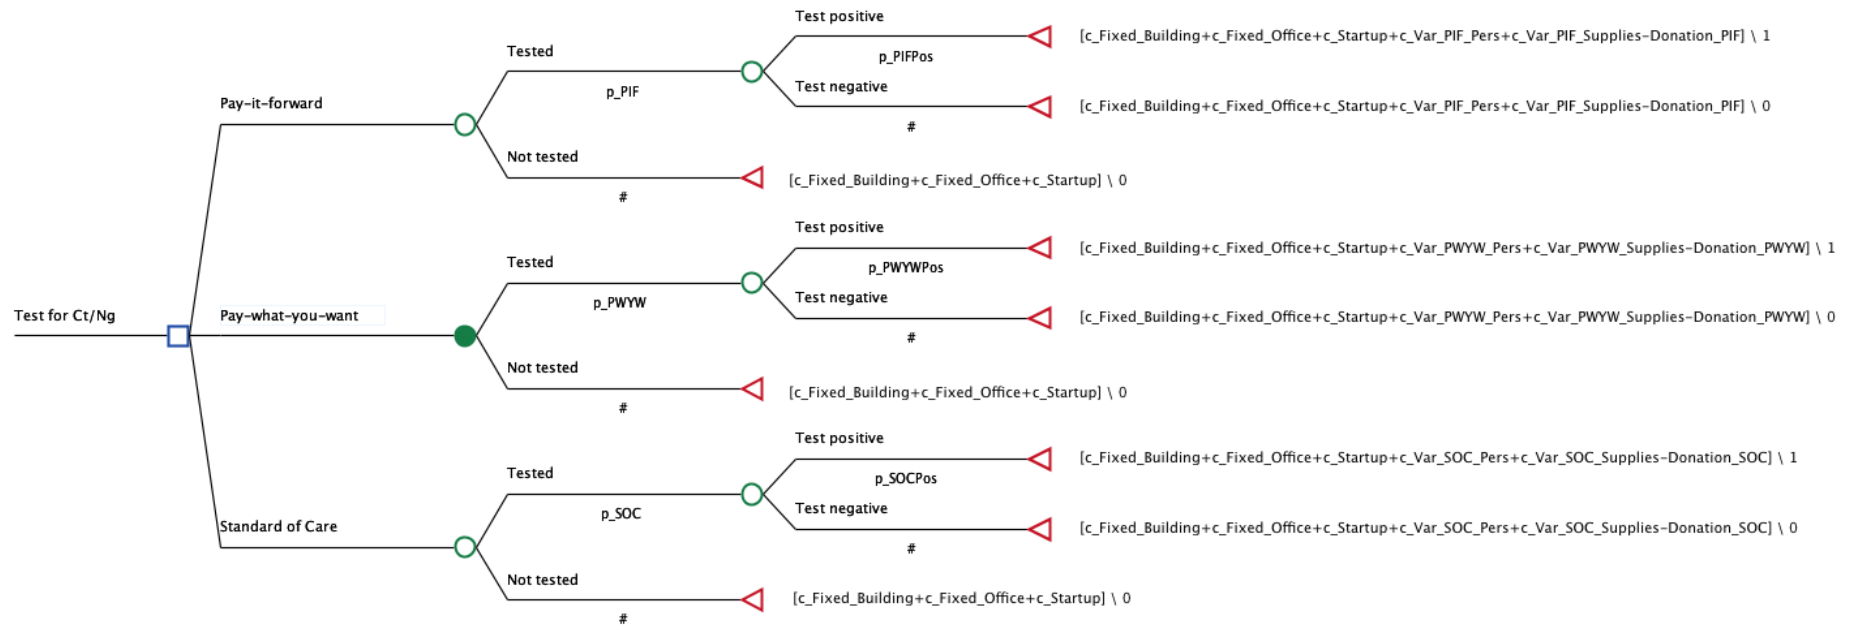 Test positive
[c_Fixed_Building+c_Fixed_Office+c_Startup+c_Var_PIF_Pers+c_Var_PIF_Supplies-Donation_PIF] \ 1
Tested
p_PIFPos
p_PIF
Test negative
[c_Fixed_Building+c_Fixed_Office+c_Startup+c_Var_PIF_Pers+c_Var_PIF_Supplies-Donation_PIF] \ 0
Pay-it-forward
#
Not tested
[c_Fixed_Building+c_Fixed_Office+c_Startup] \ 0
#
Test positive
[c_Fixed_Building+c_Fixed_Office+c_Startup+c_Var_PWYW_Pers+c_Var_PWYW_Supplies-Donation_PWYW] \ 1
Tested
p_PWYWPos
p_PWYW
Test negative
[c_Fixed_Building+c_Fixed_Office+c_Startup+c_Var_PWYW_Pers+c_Var_PWYW_Supplies-Donation_PWYW] \ 0
Test for Ct/Ng
Pay-what-you-want
#
Not tested
[c_Fixed_Building+c_Fixed_Office+c_Startup] \ 0
#
Test positive
[c_Fixed_Building+c_Fixed_Office+c_Startup+c_Var_SOC_Pers+c_Var_SOC_Supplies-Donation_SOC] \ 1
Tested
p_SOCPos
p_SOC
Test negative
[c_Fixed_Building+c_Fixed_Office+c_Startup+c_Var_SOC_Pers+c_Var_SOC_Supplies-Donation_SOC] \ 0
Standard of Care
#
Not tested
[c_Fixed_Building+c_Fixed_Office+c_Startup] \ 0
#